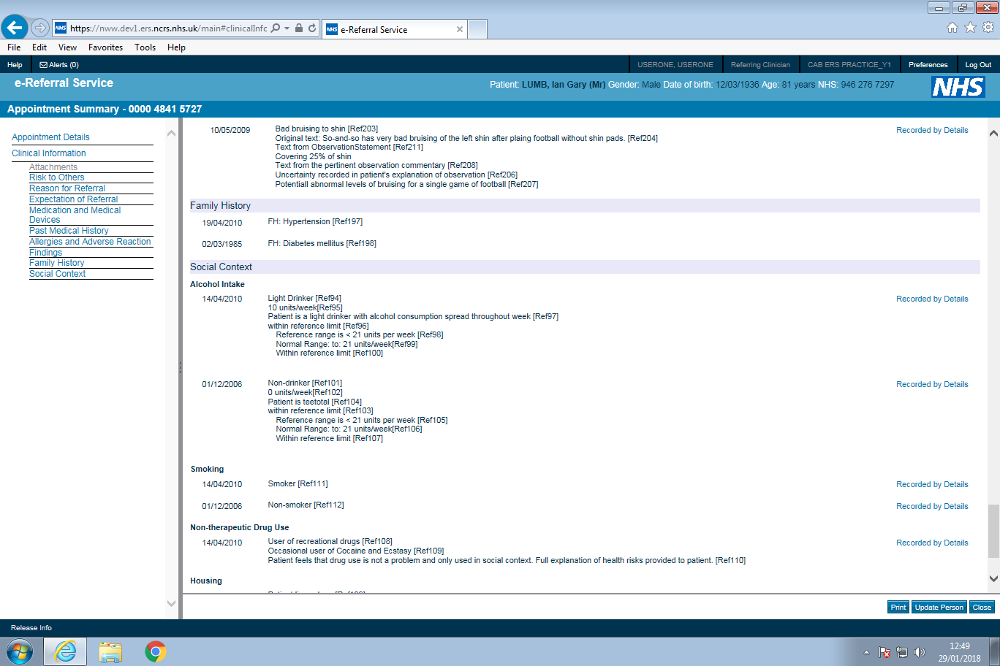 https://nww.dev1.ers.ncrs.nhs.uk/main#clinicalInfc
NHS e-Referral Service
File Edit View Favorites Tools Help
Help Alerts (0) USERONE, USERONE Referring Clinician CAB ERS PRACTICE_Y1 Preferences Log Out
e-Referral Service Patient: LUMB, Ian Gary (Mr) Gender: Male Date of birth: 12/03/1936 Age: 81 years NHS: 946 276 7297 NHS
Appointment Summary - 0000 4841 5727
Appointment Details
Clinical Information
Attachments
Risk to Others
Reason for Referral
Expectation of Referral
Medication and Medical
Devices
Past Medical History
Allergies and Adverse Reaction
Findings
Family History
Social Context
10/05/2009 Bad bruising to shin [Ref203] Recorded by Details
Original text: So-and-so has very bad bruising of the left shin after plaing football without shin pads. [Ref204]
Text from ObservationStatement [Ref211]
Covering 25% of shin
Text from the pertinent observation commentary [Ref208]
Uncertainty recorded in patient's explanation of observation [Ref206]
Potentiall abnormal levels of bruising for a single game of football [Ref207]
Family History
19/04/2010 FH: Hypertension [Ref197]
02/03/1985 FH: Diabetes mellitus [Ref198]
Social Context
Alcohol Intake
14/04/2010 Light Drinker [Ref94] Recorded by Details
10 units/week[Ref95]
Patient is a light drinker with alcohol consumption spread throughout week [Ref97]
within reference limit [Ref96]
Reference range is < 21 units per week [Ref98]
Normal Range: to: 21 units/week[Ref99]
Within reference limit [Ref100]
01/12/2006 Non-drinker [Ref101] Recorded by Details
0 units/week[Ref102]
Patient is teetotal [Ref104]
within reference limit [Ref103]
Reference range is < 21 units per week [Ref105]
Normal Range: to: 21 units/week[Ref106]
Within reference limit [Ref107]
Smoking
14/04/2010 Smoker [Ref111] Recorded by Details
01/12/2006 Non-smoker [Ref112] Recorded by Details
Non-therapeutic Drug Use
14/04/2010 User of recreational drugs [Ref108] Recorded by Details
Occasional user of Cocaine and Ecstasy [Ref109]
Patient feels that drug use is not a problem and only used in social context. Full explanation of health risks provided to patient. [Ref110]
Housing
Print Update Person Close
Release Info
12:49
29/01/2018